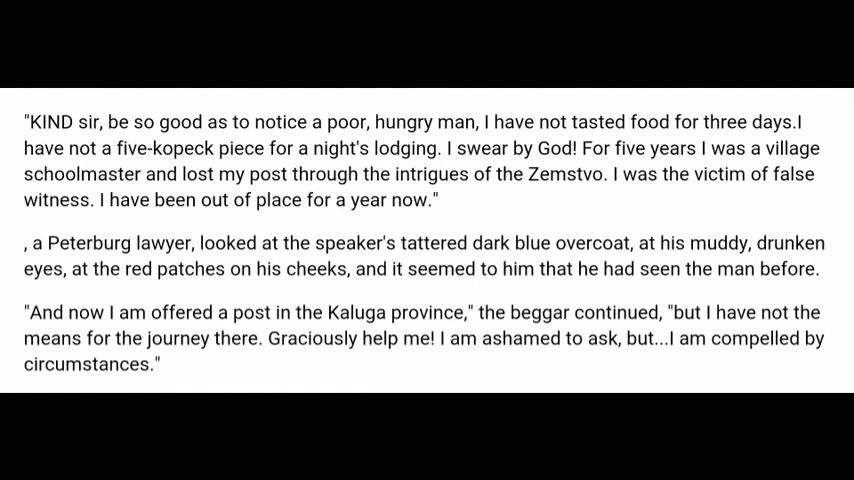 "KIND sir, be so good as to notice a poor, hungry man, I have not tasted food for three days.I
have not a five-kopeck piece for a night's lodging. I swear by God! For five years I was a village
schoolmaster and lost my post through the intrigues of the Zemstvo. I was the victim of false
witness. I have been out of place for a year now."
, a Peterburg lawyer, looked at the speaker's tattered dark blue overcoat, at his muddy, drunken
eyes, at the red patches on his cheeks, and it seemed to him that he had seen the man before.
"And now I am offered a post in the Kaluga province," the beggar continued, "but I have not the
means for the journey there. Graciously help me! I am ashamed to ask, but...I am compelled by
circumstances."